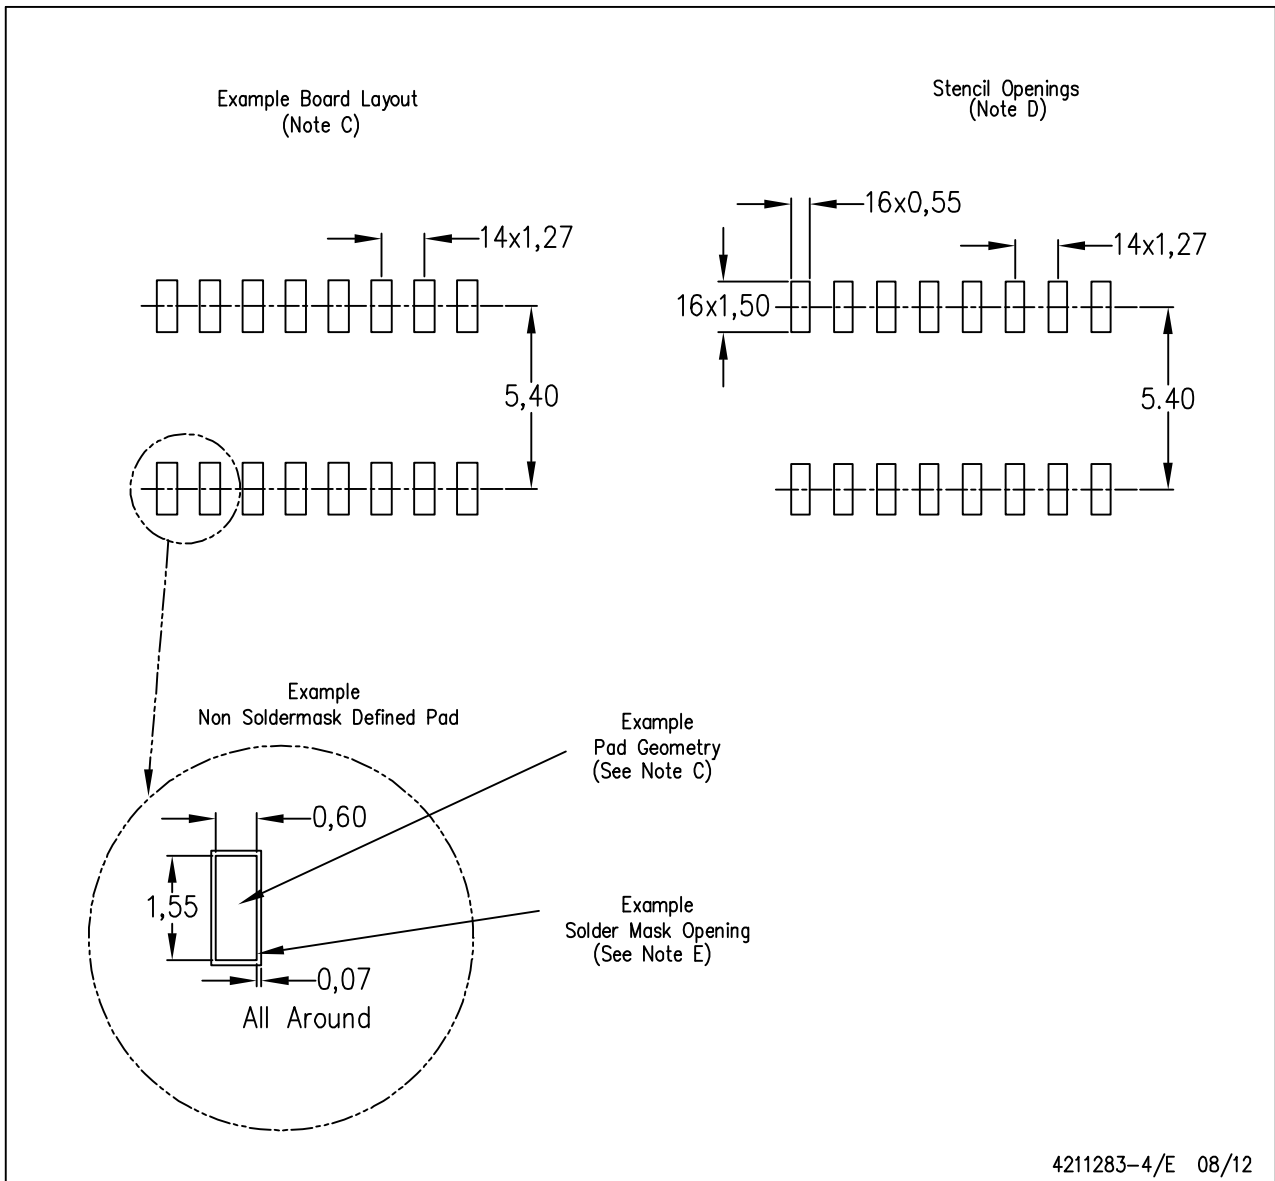 Example Board Layout
(Note C)
Stencil Openings
(Note D)
14x1,27
5,40
16x0,55
14x1,27
16x1,50
5.40
Example
Non Soldermask Defined Pad
Example
Pad Geometry
(See Note C)
0,60
1,55
Example
Solder Mask Opening
(See Note E)
0,07
All Around
4211283-4/E 08/12